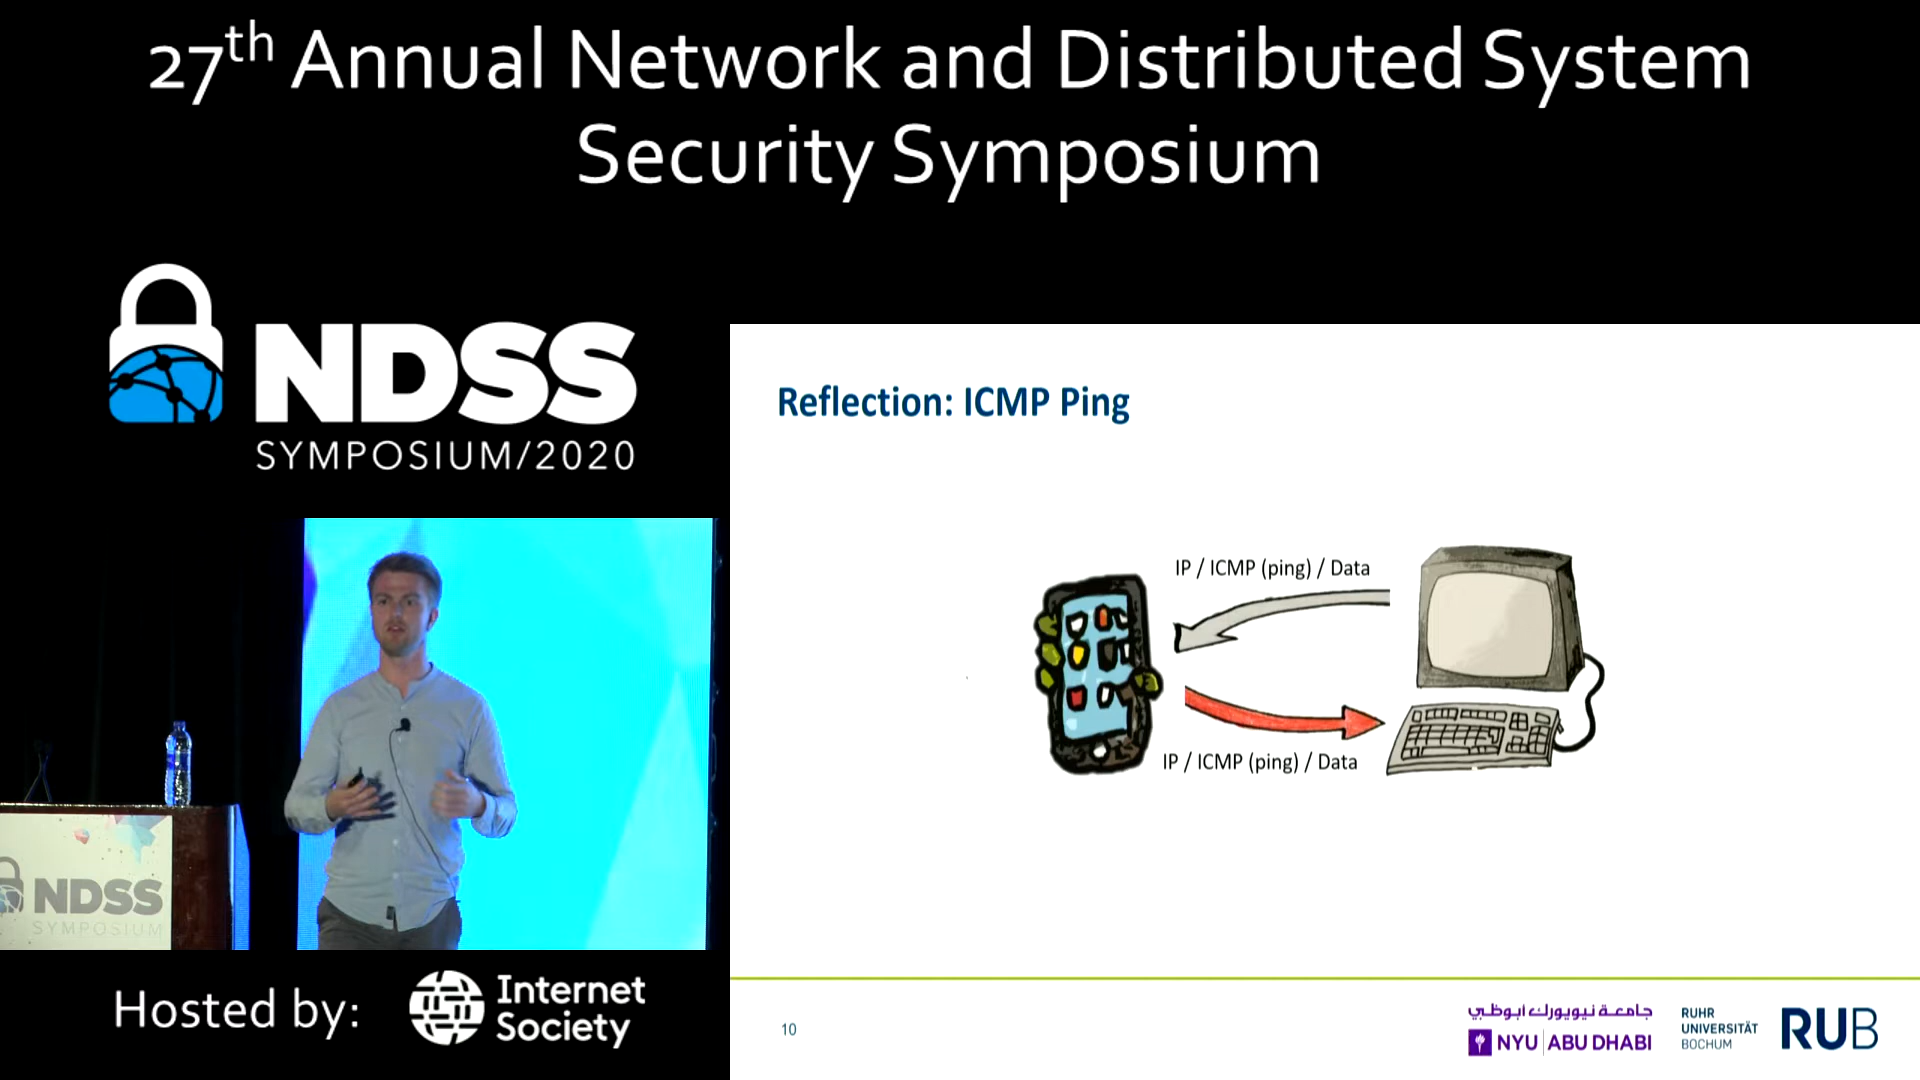 27th Annual Network and Distributed System
Security Symposium
NDSS
SYMPOSIUM/2020
Reflection: ICMP Ping
IP / ICMP (ping) / Data
IP / ICMP (ping) / Data
NDSS
SYMPOSIUM
Hosted by:
Internet
Society
10
جامعة نيويورك أبوظبي
NYU ABU DHABI
RUHR
UNIVERSITÄT
BOCHUM
RUB